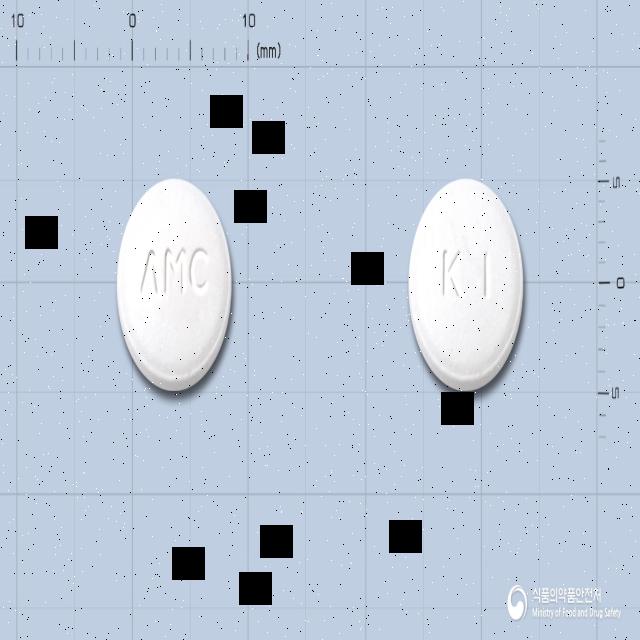 10 0 10
(mm)
AMC
K I
5
0
5
식품의약품안전처
Ministry of Food and Drug Safety